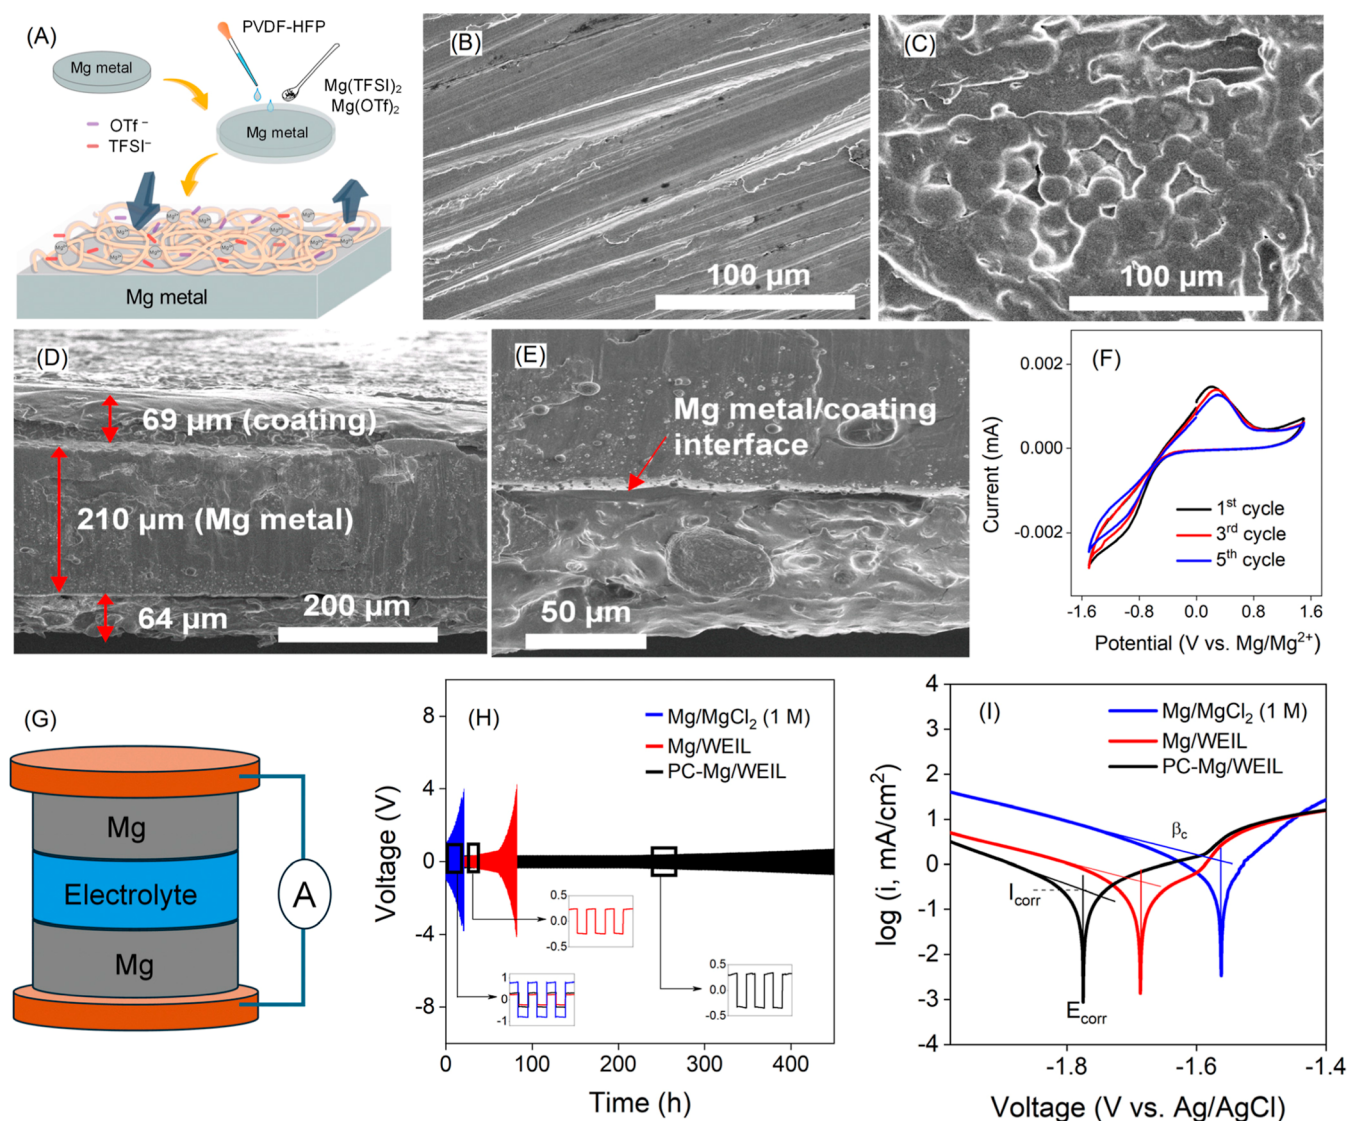 (A)
PVDF-HFP
Mg metal
Mg(TFSI)₂
Mg(OTf)₂
Mg metal
OTf⁻
TFSI⁻
Mg²⁺
Mg metal
(B)
100 µm
(C)
100 µm
(D)
69 µm (coating)
210 µm (Mg metal)
64 µm
200 µm
(E)
Mg metal/coating
interface
50 µm
(F)
0.002
0.000
-0.002
Current (mA)
1ˢᵗ cycle
3ʳᵈ cycle
5ᵗʰ cycle
-1.6
-0.8
0.0
0.8
1.6
Potential (V vs. Mg/Mg²⁺)
(G)
Mg
Electrolyte
Mg
A
(H)
Mg/MgCl₂ (1 M)
Mg/WEIL
PC-Mg/WEIL
8
4
0
-4
-8
Voltage (V)
0.5
0.0
-0.5
1
0
-1
0.5
0.0
-0.5
0
100
200
300
400
Time (h)
(I)
Mg/MgCl₂ (1 M)
Mg/WEIL
PC-Mg/WEIL
4
3
2
1
0
-1
-2
-3
-4
log (i, mA/cm²)
β꜀
I_corr
E_corr
-1.8
-1.6
-1.4
Voltage (V vs. Ag/AgCl)